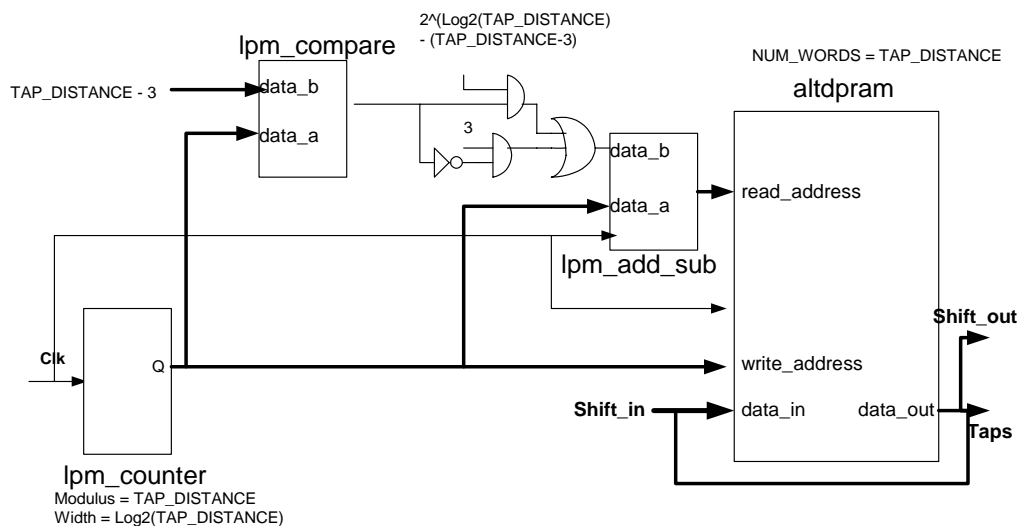 2^(Log2(TAP_DISTANCE)
- (TAP_DISTANCE-3)
lpm_compare
NUM_WORDS = TAP_DISTANCE
altdpram
TAP_DISTANCE - 3
data_b
data_a
3
data_b
data_a
read_address
lpm_add_sub
Shift_out
Clk
Q
write_address
Shift_in
data_in
data_out
Taps
lpm_counter
Modulus = TAP_DISTANCE
Width = Log2(TAP_DISTANCE)